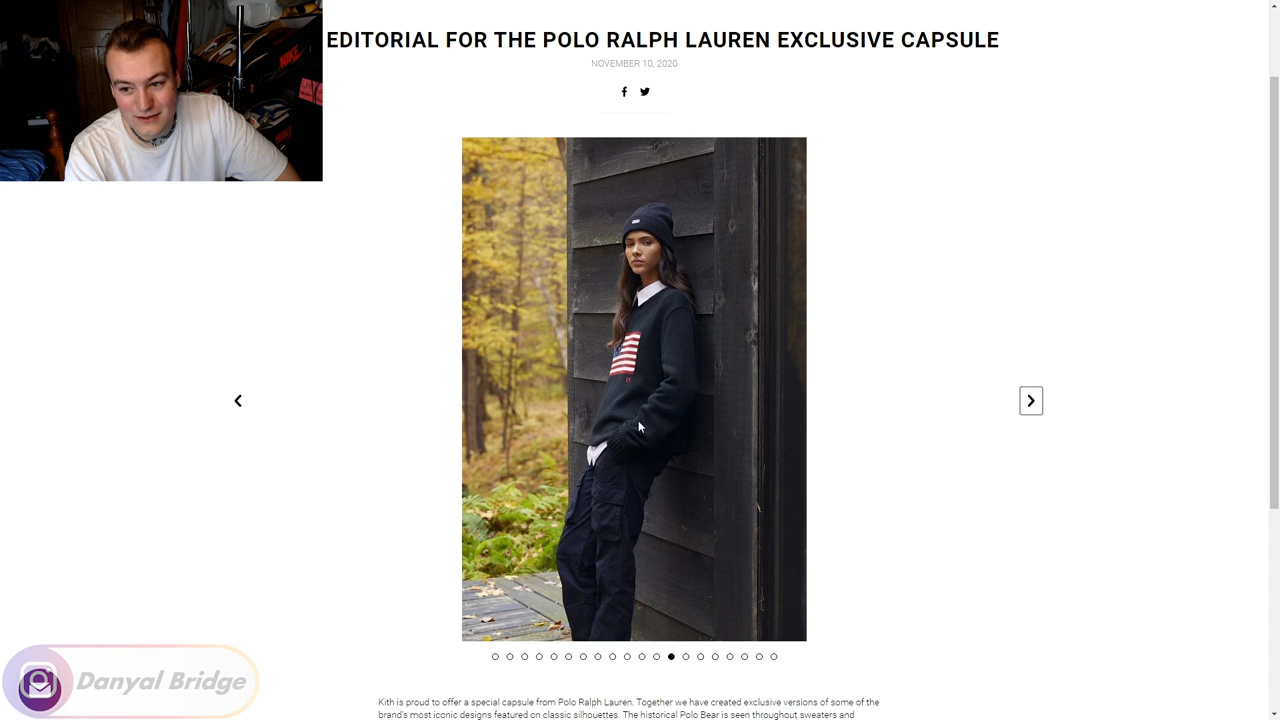 EDITORIAL FOR THE POLO RALPH LAUREN EXCLUSIVE CAPSULE
NOVEMBER 10, 2020
NIKE
NIKE
Danyal Bridge
Kith is proud to offer a special capsule from Polo Ralph Lauren. Together we have created exclusive versions of some of the
brand's most iconic designs featured on classic silhouettes. The historical Polo Bear is seen throughout sweaters and